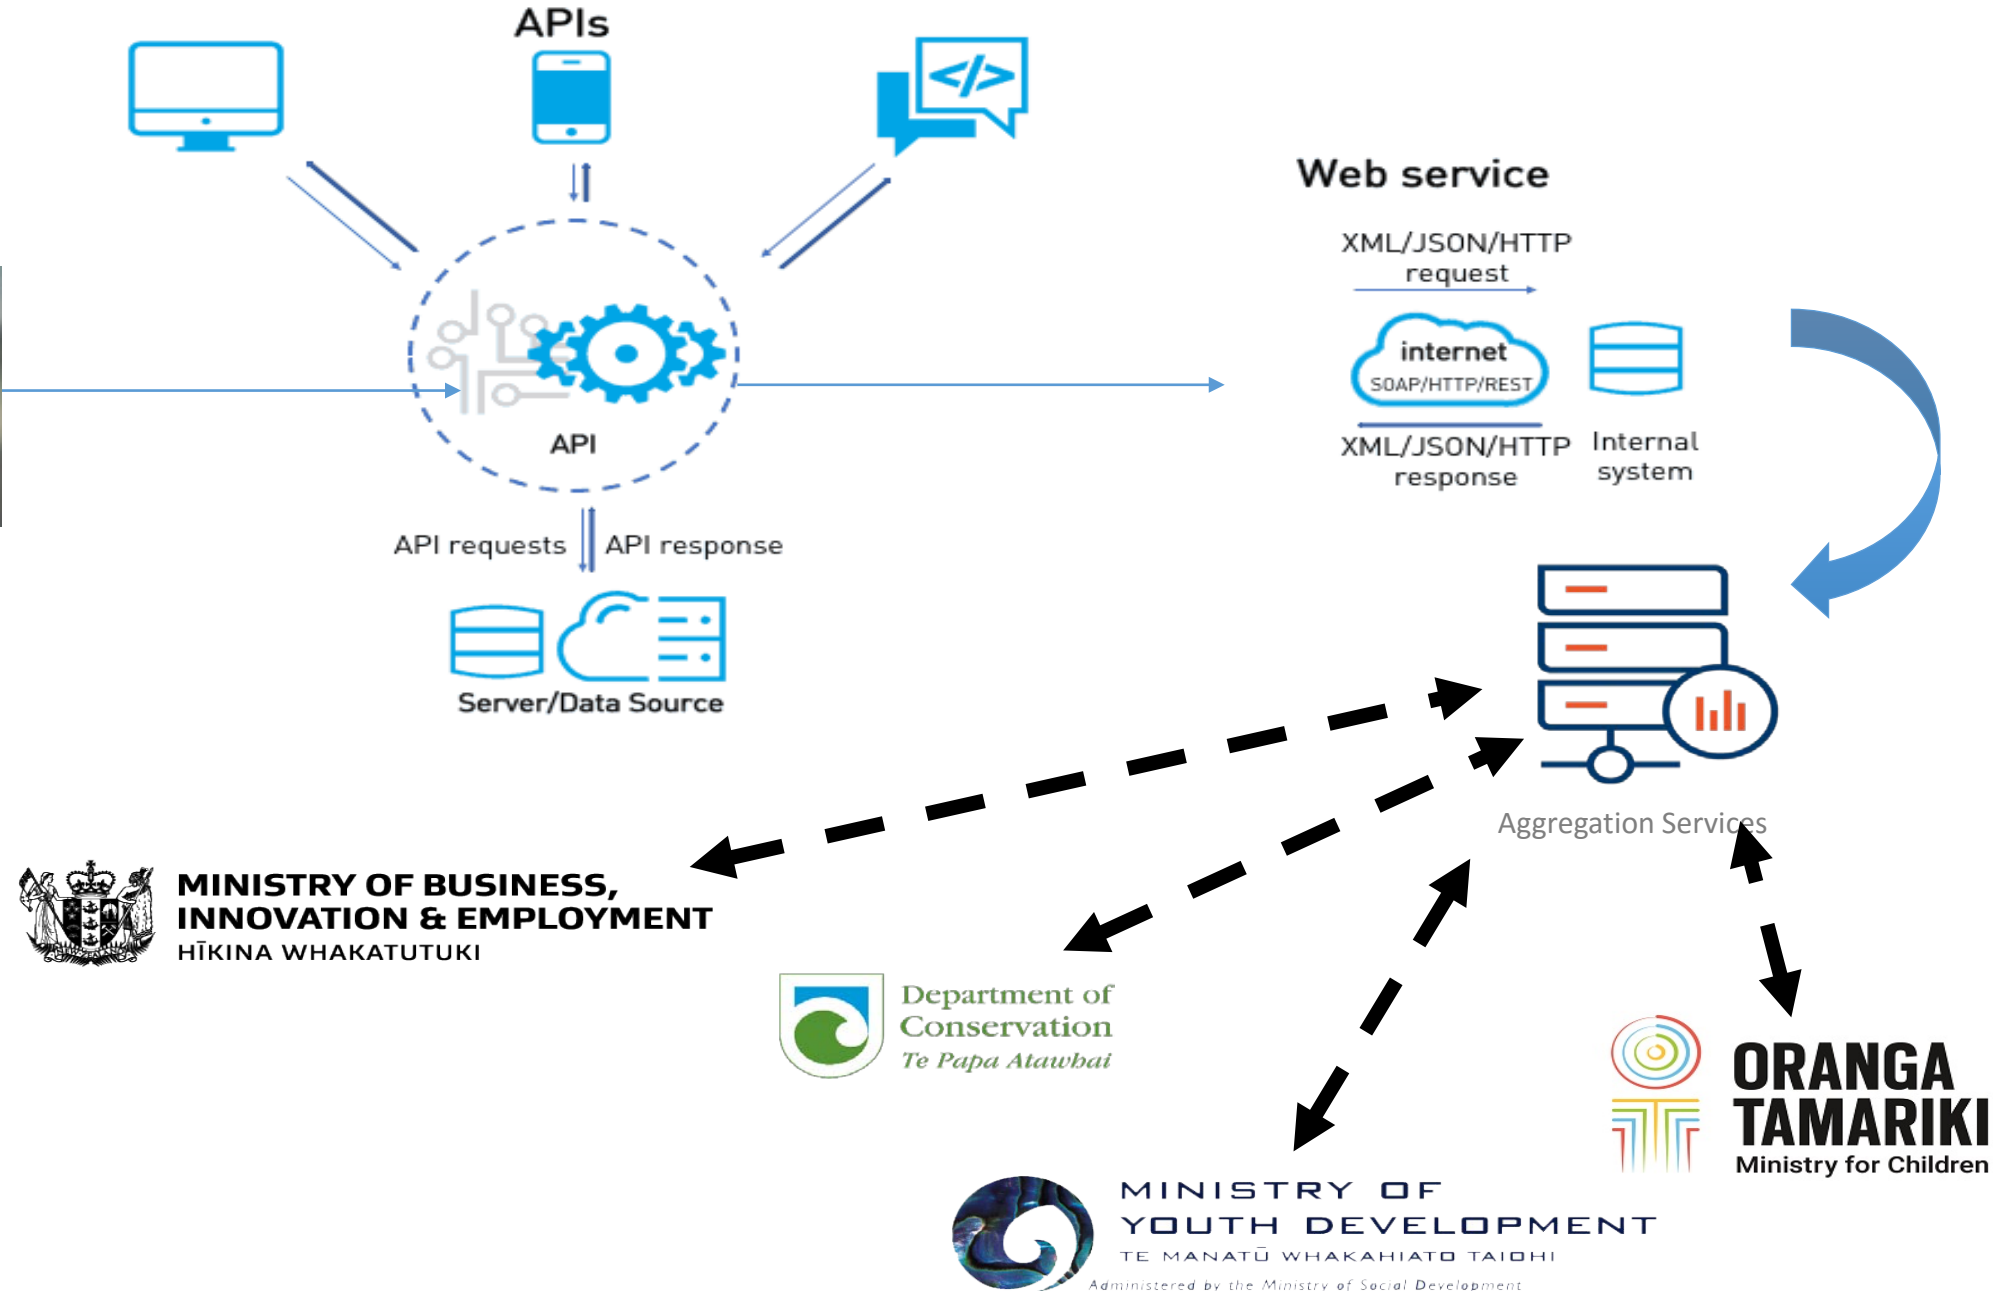 APIs
</>
Web service
XML/JSON/HTTP
request
internet
SOAP/HTTP/REST
XML/JSON/HTTP
response
Internal
system
API
API requests
API response
Server/Data Source
Aggregation Services
MINISTRY OF BUSINESS,
INNOVATION & EMPLOYMENT
HĪKINA WHAKATUTUKI
Department of
Conservation
Te Papa Atawhai
ORANGA
TAMARIKI
Ministry for Children
MINISTRY OF
YOUTH DEVELOPMENT
TE MANATŪ WHAKAHIATO TAIOHI
Administered by the Ministry of Social Development